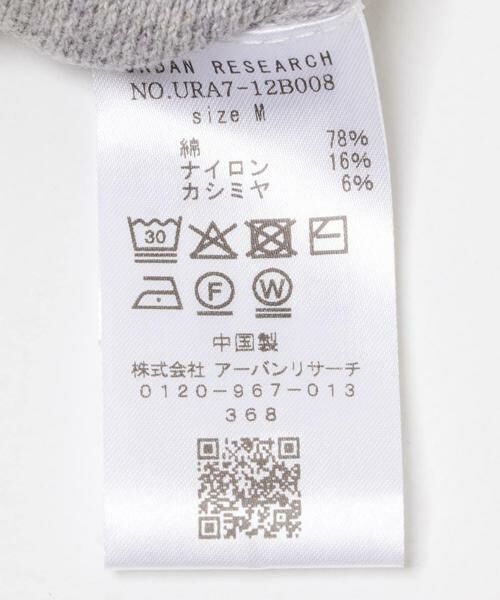 URBAN RESEARCH
NO.URA7-12B008
size M
綿 78%
ナイロン 16%
カシミヤ 6%
30
F W
中国製
株式会社 アーバンリサーチ
0120-967-013
368